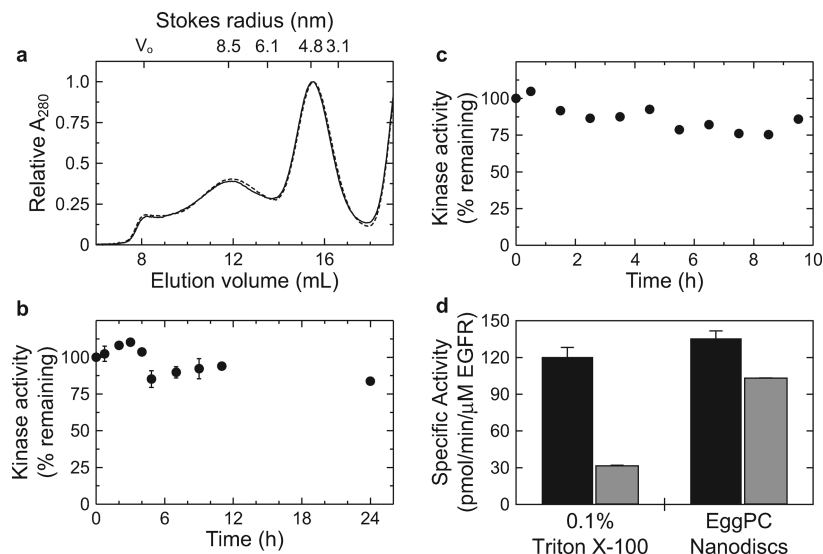 Stokes radius (nm)
Vₒ 8.5 6.1 4.8 3.1
a
1.0
0.75
0.5
0.25
0
Relative A₂₈₀
4 8 12 16
Elution volume (mL)
b
100
75
50
25
0
Kinase activity
(% remaining)
0 6 12 18 24
Time (h)
c
100
75
50
25
0
Kinase activity
(% remaining)
0 2 4 6 8 10
Time (h)
d
150
120
90
60
30
0
Specific Activity
(pmol/min/μM EGFR)
0.1%
Triton X-100
EggPC
Nanodiscs